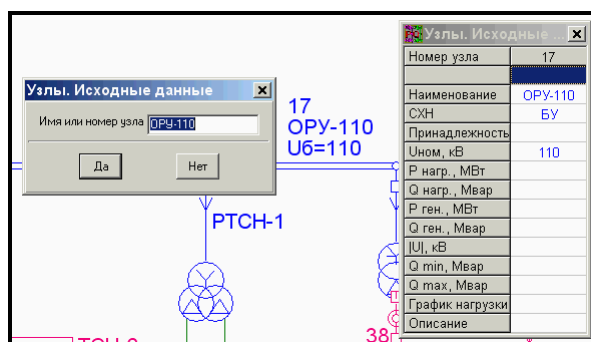 Узлы. Исходные данные
Имя или номер узла ОРУ-110
Да
Нет
17
ОРУ-110
Uб=110
РТСН-1
38
Узлы. Исходные ...
Номер узла 17
Наименование ОРУ-110
СХН БУ
Принадлежность
Uном, кВ 110
P нагр., МВт
Q нагр., Мвар
P ген., МВт
Q ген., Мвар
|U|, кВ
Q min, Мвар
Q max, Мвар
График нагрузки
Описание